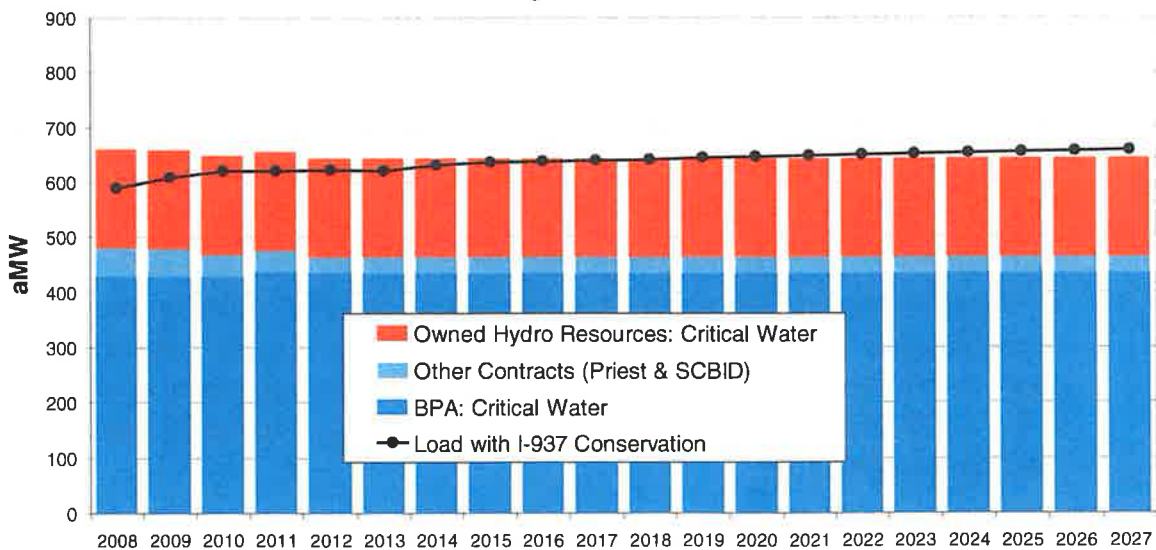 900
800
700
600
500
400
300
200
100
0
aMW
Owned Hydro Resources: Critical Water
Other Contracts (Priest & SCBID)
BPA: Critical Water
Load with I-937 Conservation
2008 2009 2010 2011 2012 2013 2014 2015 2016 2017 2018 2019 2020 2021 2022 2023 2024 2025 2026 2027